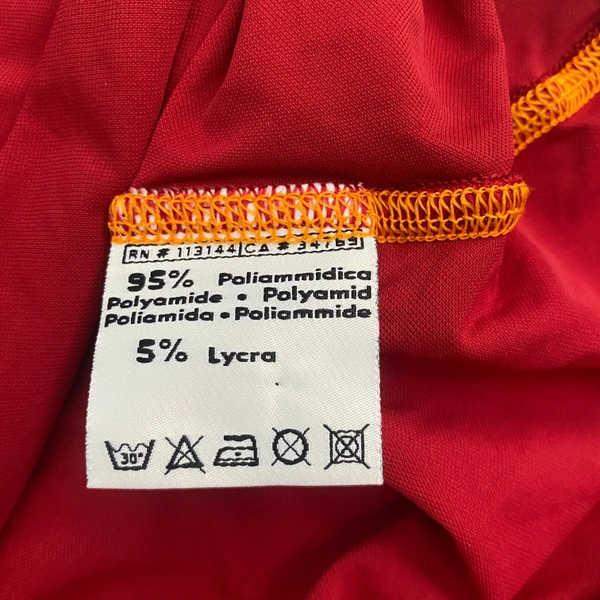 RN # 113144 CA # 34769
95% Poliammidica
Polyamide • Polyamid
Poliamida • Poliammide
5% Lycra
30°